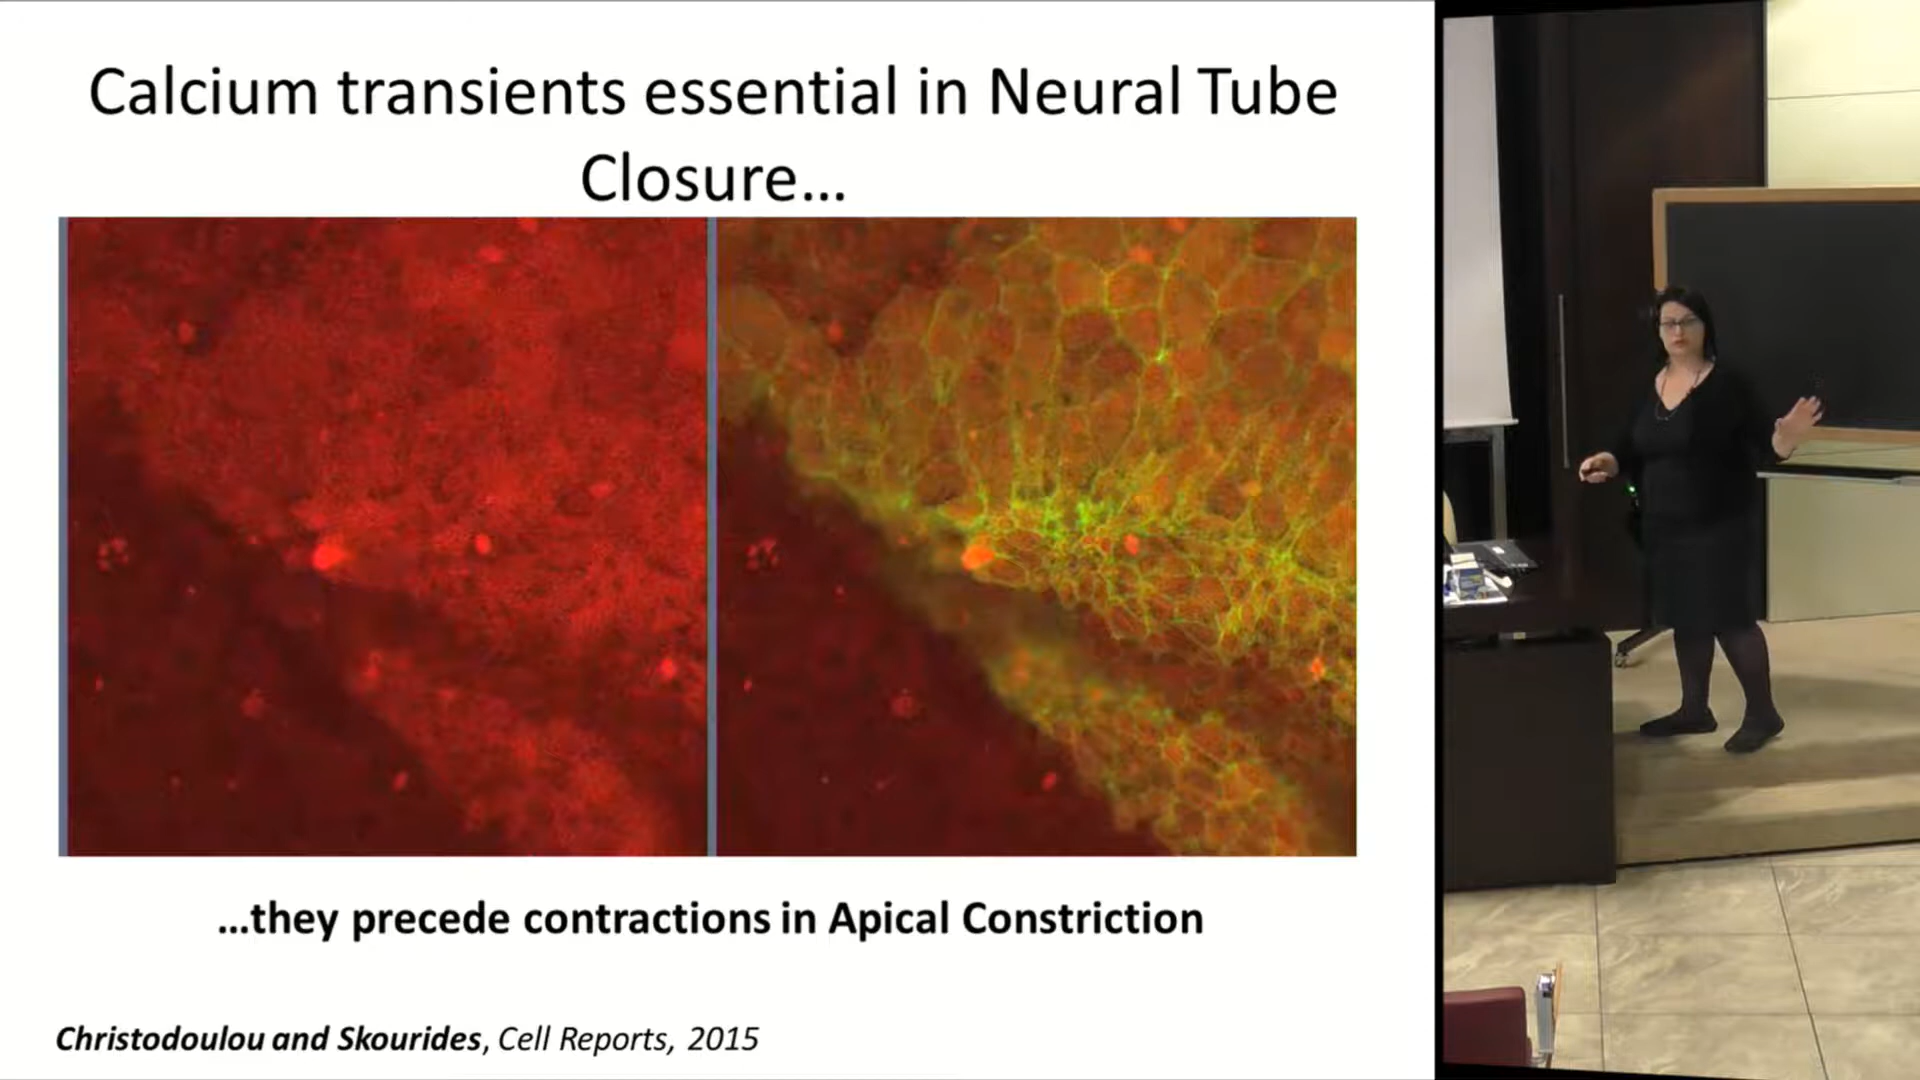 Calcium transients essential in Neural Tube
Closure…
…they precede contractions in Apical Constriction
Christodoulou and Skourides, Cell Reports, 2015